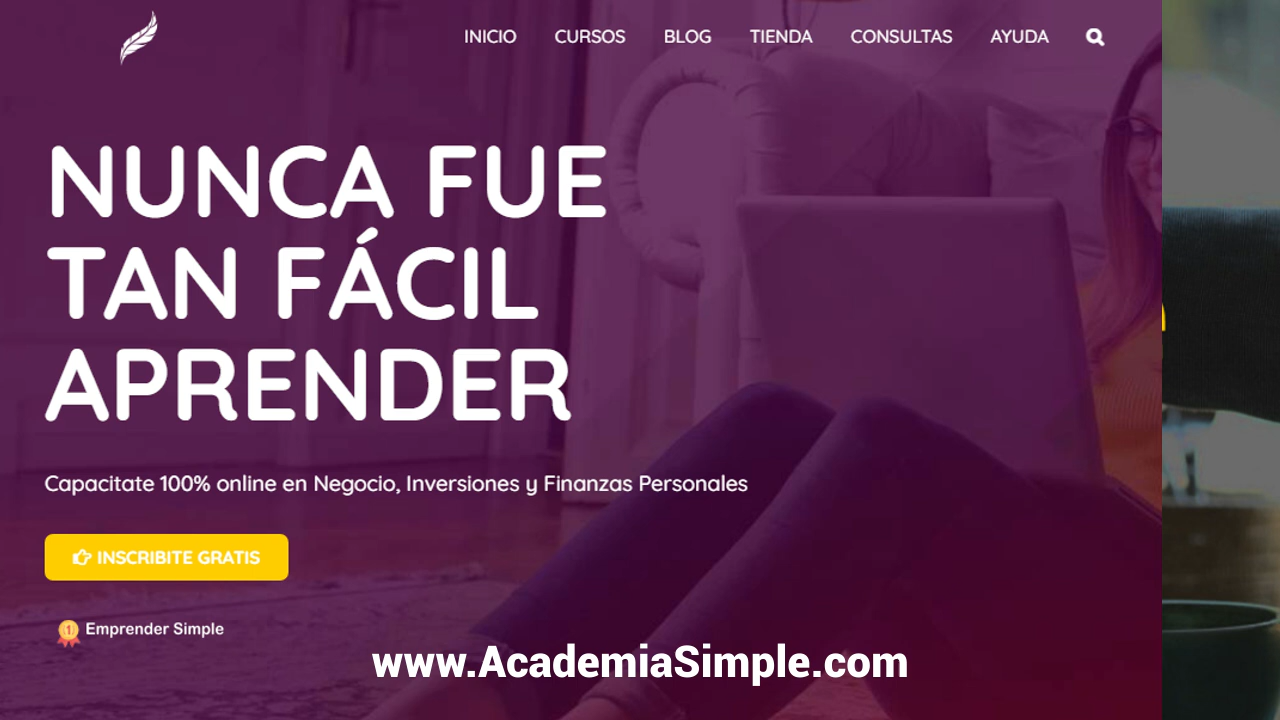 INICIO CURSOS BLOG TIENDA CONSULTAS AYUDA
NUNCA FUE
TAN FÁCIL
APRENDER
Capacitate 100% online en Negocio, Inversiones y Finanzas Personales
INSCRIBITE GRATIS
1 Emprender Simple
www.AcademiaSimple.com